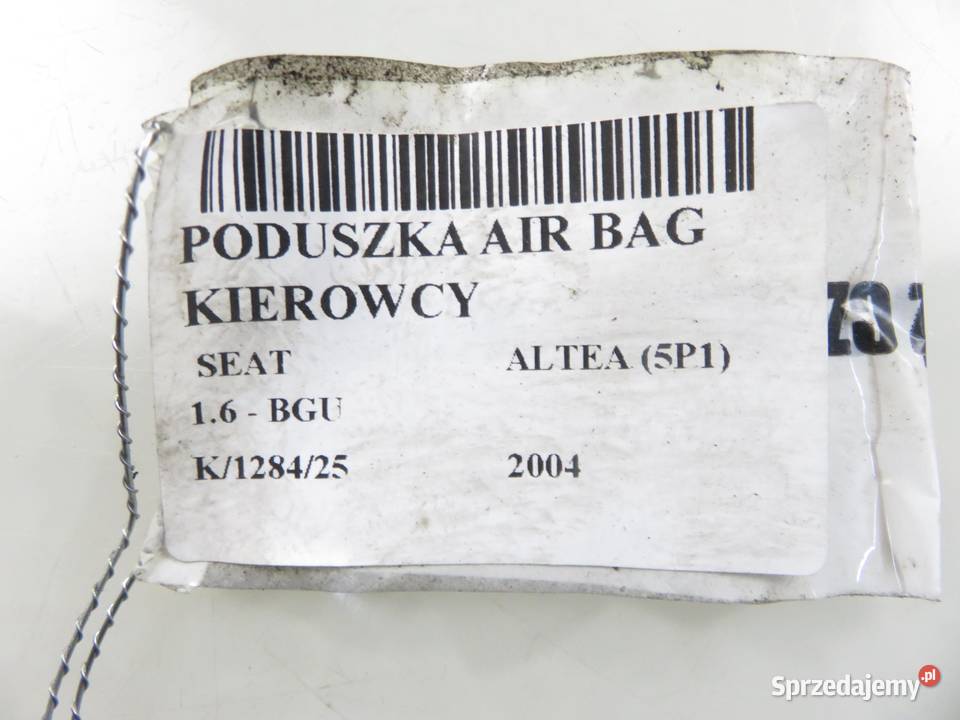 PODUSZKA AIR BAG
KIEROWCY
SEAT ALTEA (5P1)
1.6 - BGU
K/1284/25 2004
Sprzedajemy.pl